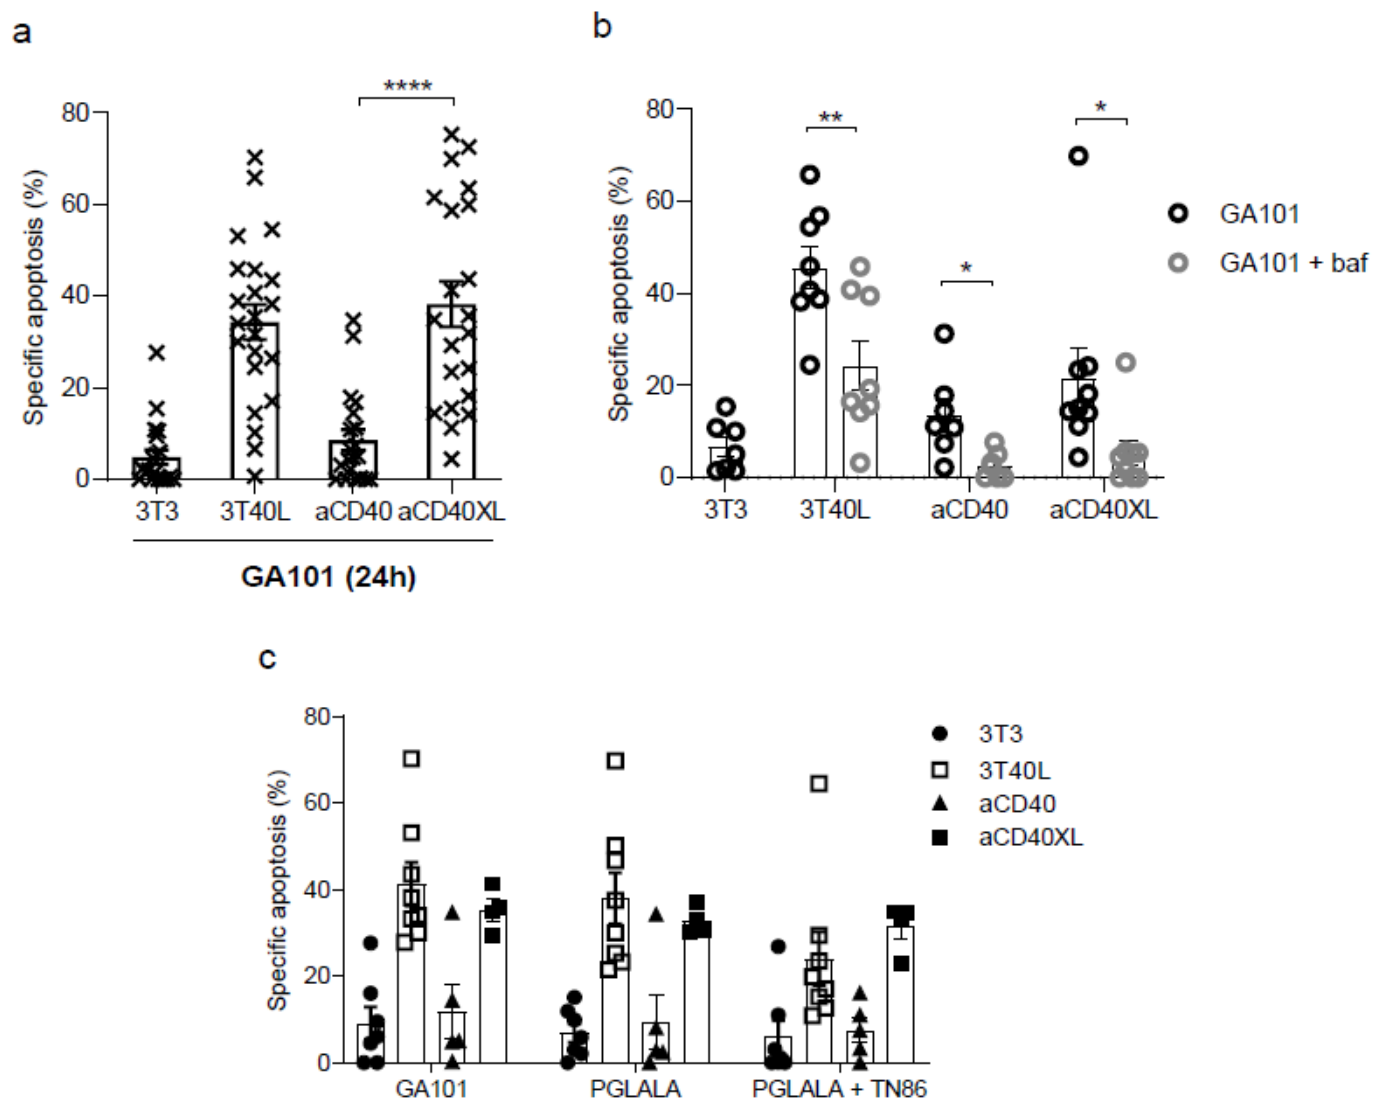 a
Specific apoptosis (%)
80
60
40
20
0
****
3T3 3T40L aCD40 aCD40XL
GA101 (24h)
b
Specific apoptosis (%)
80
60
40
20
0
**
*
*
3T3 3T40L aCD40 aCD40XL
GA101
GA101 + baf
c
Specific apoptosis (%)
80
60
40
20
0
GA101 PGLALA PGLALA + TN86
3T3
3T40L
aCD40
aCD40XL